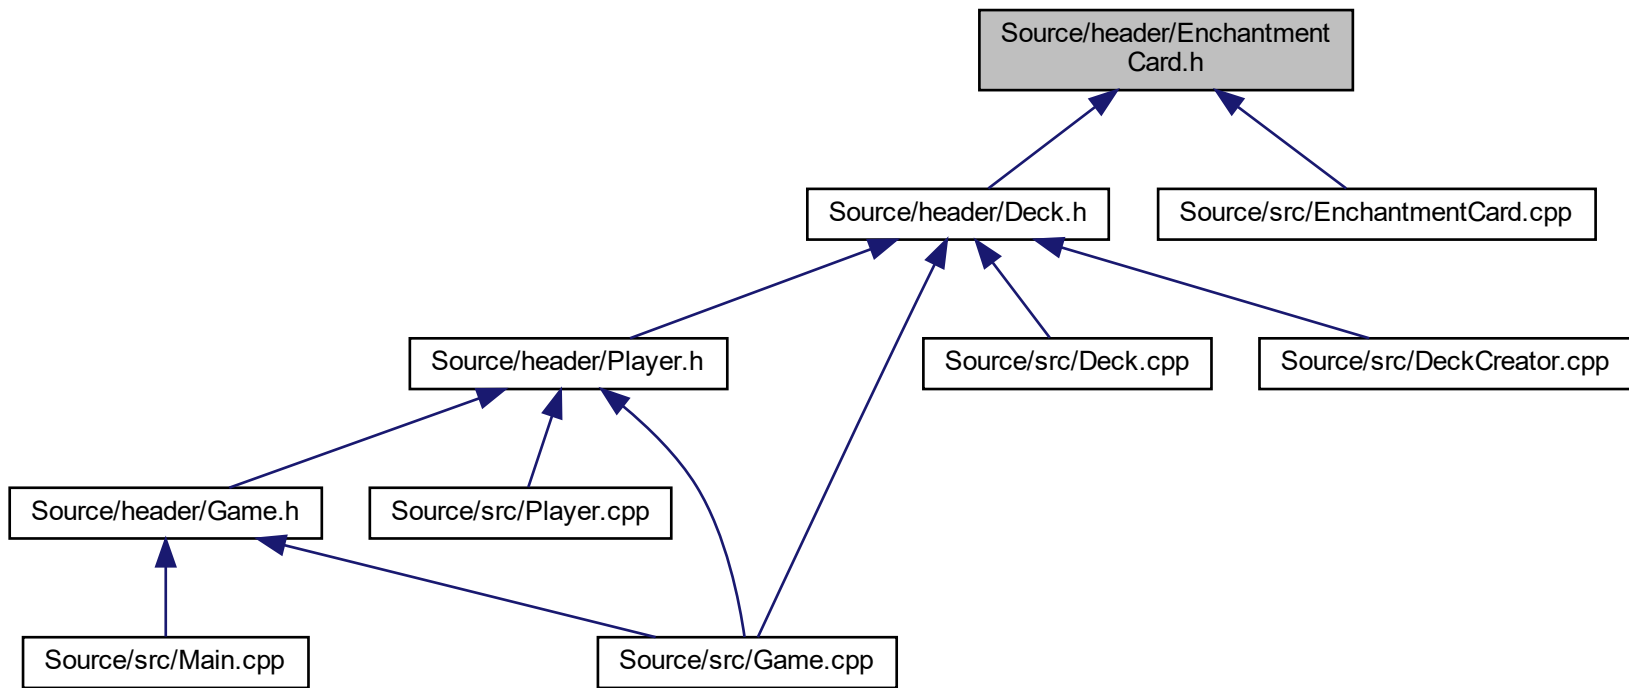 Source/header/Enchantment
Card.h
Source/header/Deck.h
Source/src/EnchantmentCard.cpp
Source/header/Player.h
Source/src/Deck.cpp
Source/src/DeckCreator.cpp
Source/header/Game.h
Source/src/Player.cpp
Source/src/Main.cpp
Source/src/Game.cpp